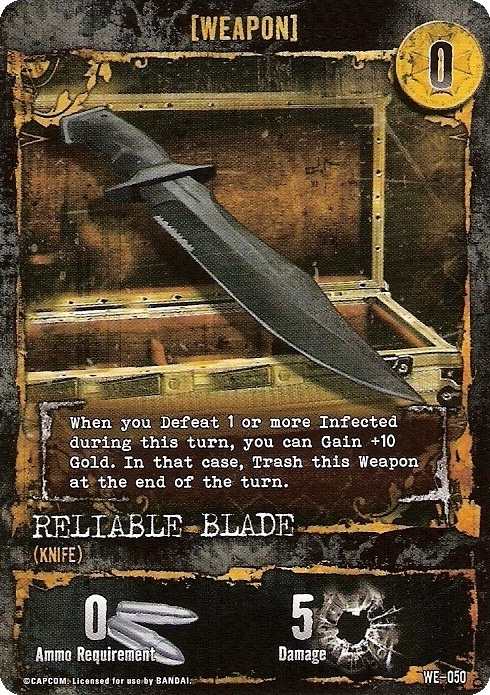 [WEAPON]
0
When you Defeat 1 or more Infected
during this turn, you can Gain +10
Gold. In that case, Trash this Weapon
at the end of the turn.
RELIABLE BLADE
(KNIFE)
0
Ammo Requirement
5
Damage
©CAPCOM. Licensed for use by BANDAI.
WE-050